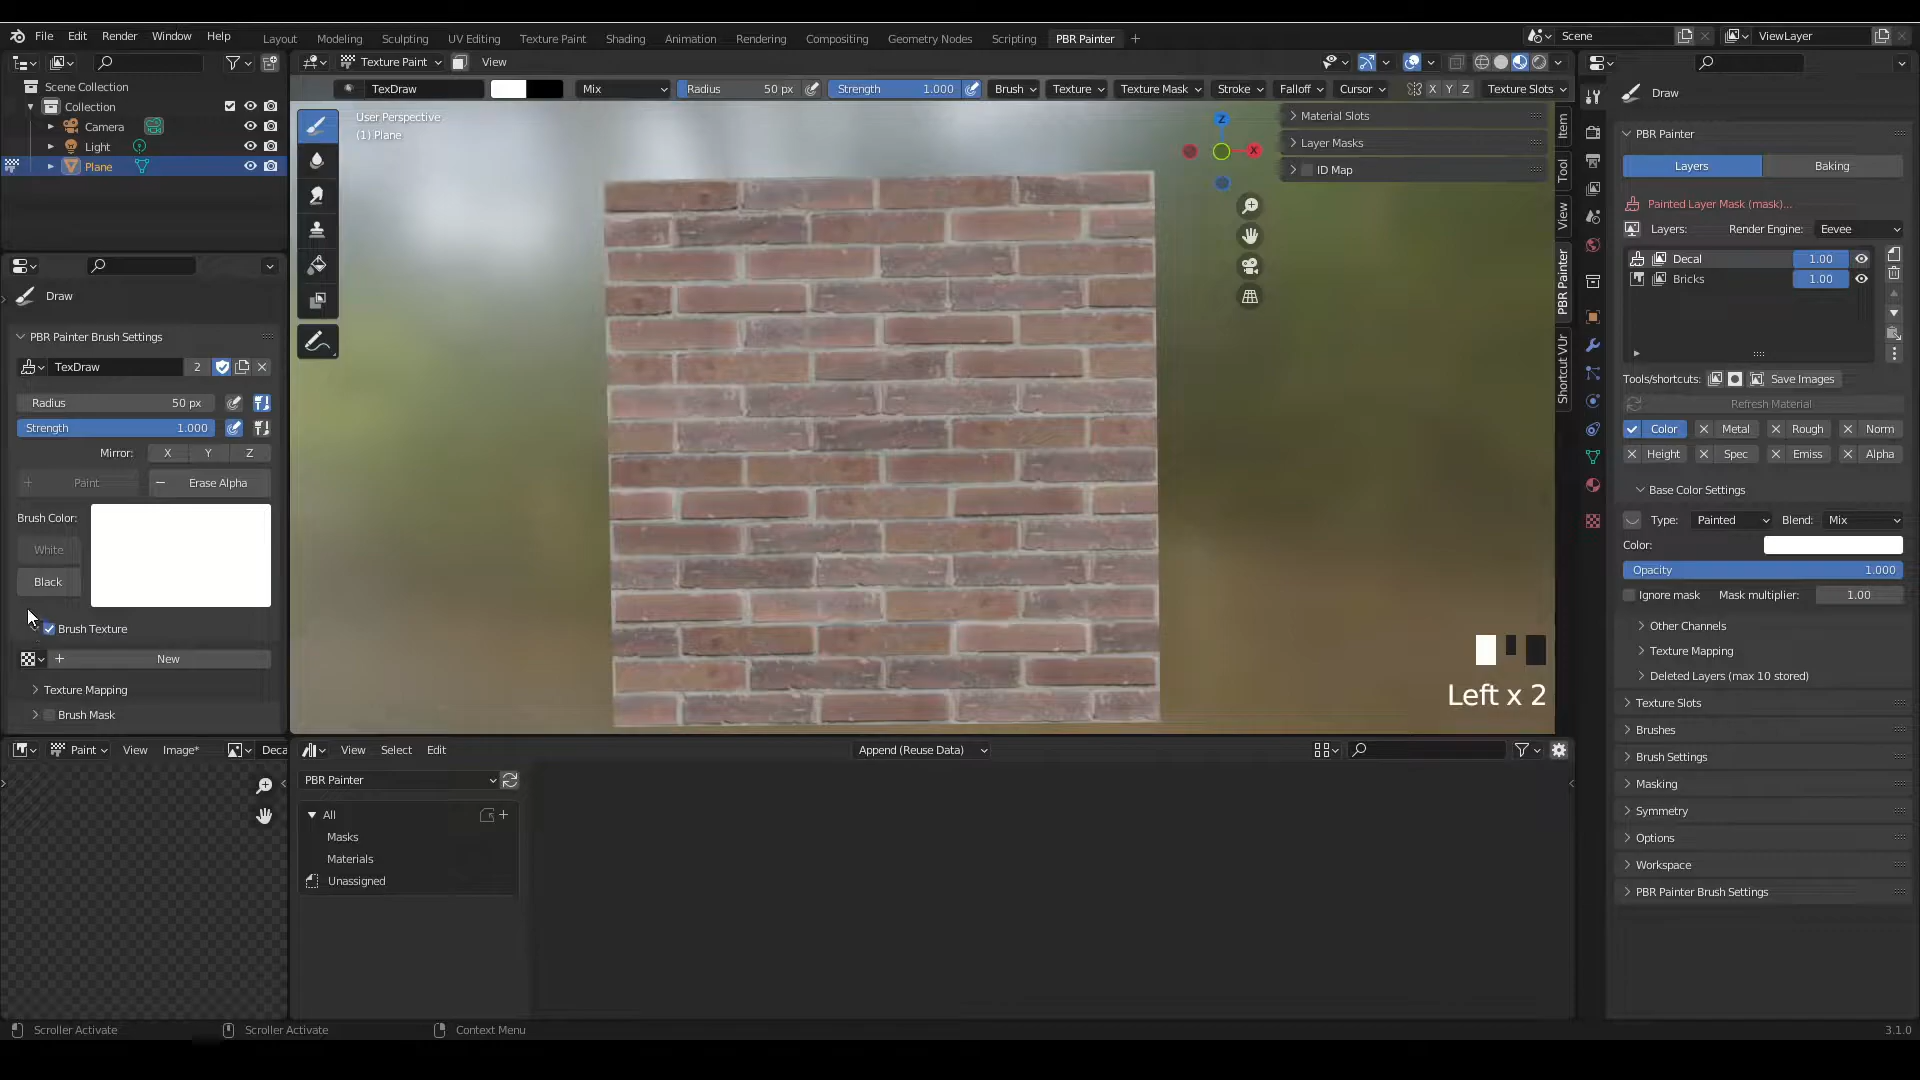 File Edit Render Window Help
Layout Modeling Sculpting UV Editing Texture Paint Shading Animation Rendering Compositing Geometry Nodes Scripting PBR Painter
Scene
ViewLayer
Texture Paint View
Scene Collection
Collection
Camera
Light
Plane
TexDraw Mix Radius 50 px Strength 1.000 Brush Texture Texture Mask Stroke Falloff Cursor X Y Z Texture Slots
User Perspective
(1) Plane
Z
X
Material Slots
Layer Masks
ID Map
Item
Tool
View
PBR Painter
Shortcut VUr
Left x 2
Draw
PBR Painter Brush Settings
TexDraw 2
Radius 50 px
Strength 1.000
Mirror: X Y Z
Paint Erase Alpha
Brush Color:
White
Black
Brush Texture
New
Texture Mapping
Brush Mask
Paint View Image* Deca
View Select Edit Append (Reuse Data)
PBR Painter
All
Masks
Materials
Unassigned
Draw
PBR Painter
Layers Baking
Painted Layer Mask (mask)...
Layers: Render Engine: Eevee
Decal 1.00
Bricks 1.00
Tools/shortcuts: Save Images
Refresh Material
Color Metal Rough Norm
Height Spec Emiss Alpha
Base Color Settings
Type: Painted Blend: Mix
Color:
Opacity 1.000
Ignore mask Mask multiplier: 1.00
Other Channels
Texture Mapping
Deleted Layers (max 10 stored)
Texture Slots
Brushes
Brush Settings
Masking
Symmetry
Options
Workspace
PBR Painter Brush Settings
Scroller Activate Scroller Activate Context Menu
3.1.0